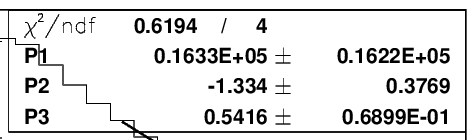 χ²/ndf 0.6194 / 4
P1 0.1633E+05 ± 0.1622E+05
P2 -1.334 ± 0.3769
P3 0.5416 ± 0.6899E-01